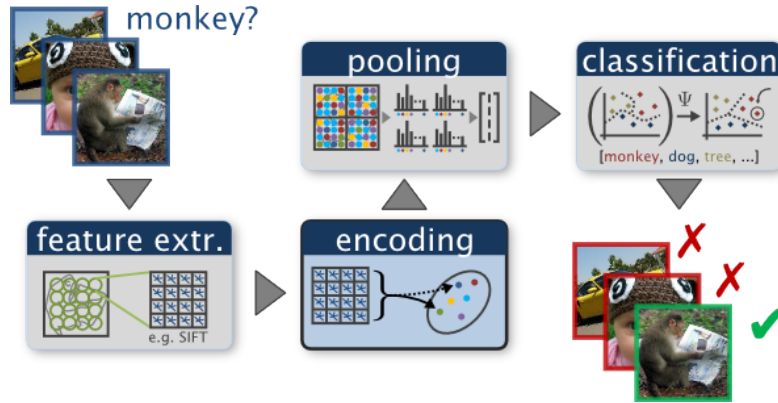 monkey?
feature extr.
e.g. SIFT
encoding
pooling
classification
Ψ
[monkey, dog, tree, ...]